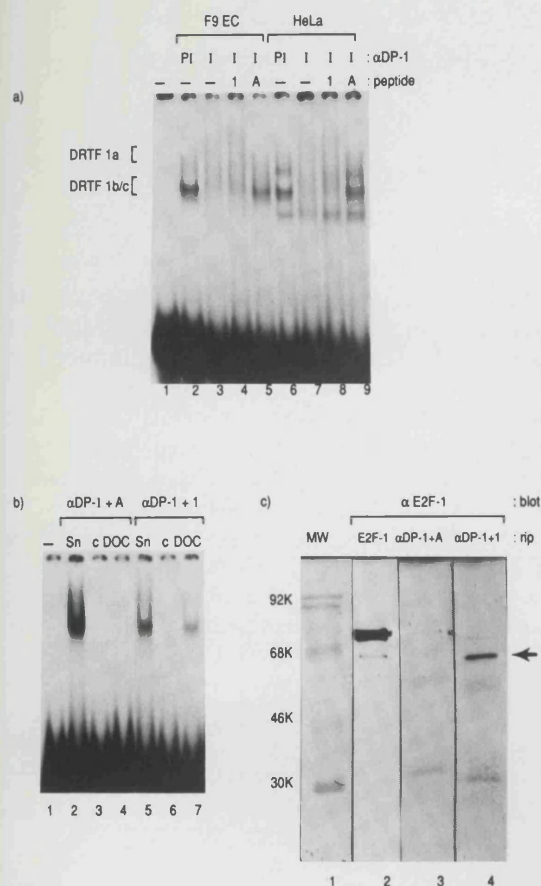 F9 EC HeLa
PI I I I PI I I I : αDP-1
– – 1 A – – 1 A : peptide
a)
DRTF 1a [
DRTF 1b/c [
1 2 3 4 5 6 7 8 9
b)
αDP-1 + A αDP-1 + 1
– Sn c DOC Sn c DOC
1 2 3 4 5 6 7
c)
α E2F-1 : blot
MW E2F-1 αDP-1+A αDP-1+1 : rip
92K
68K
46K
30K
1 2 3 4